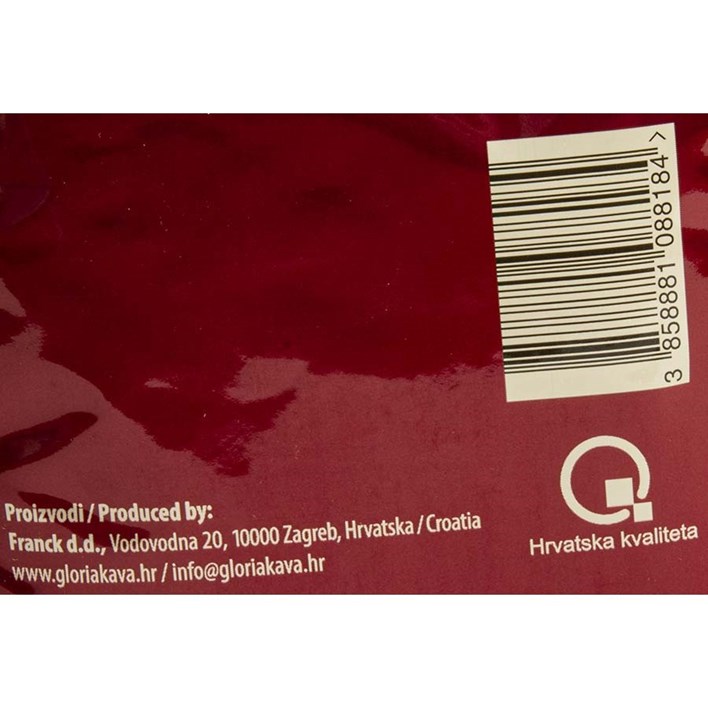 3 858881 088184 >
Proizvodi / Produced by:
Franck d.d., Vodovodna 20, 10000 Zagreb, Hrvatska / Croatia
www.gloriakava.hr / info@gloriakava.hr
Hrvatska kvaliteta